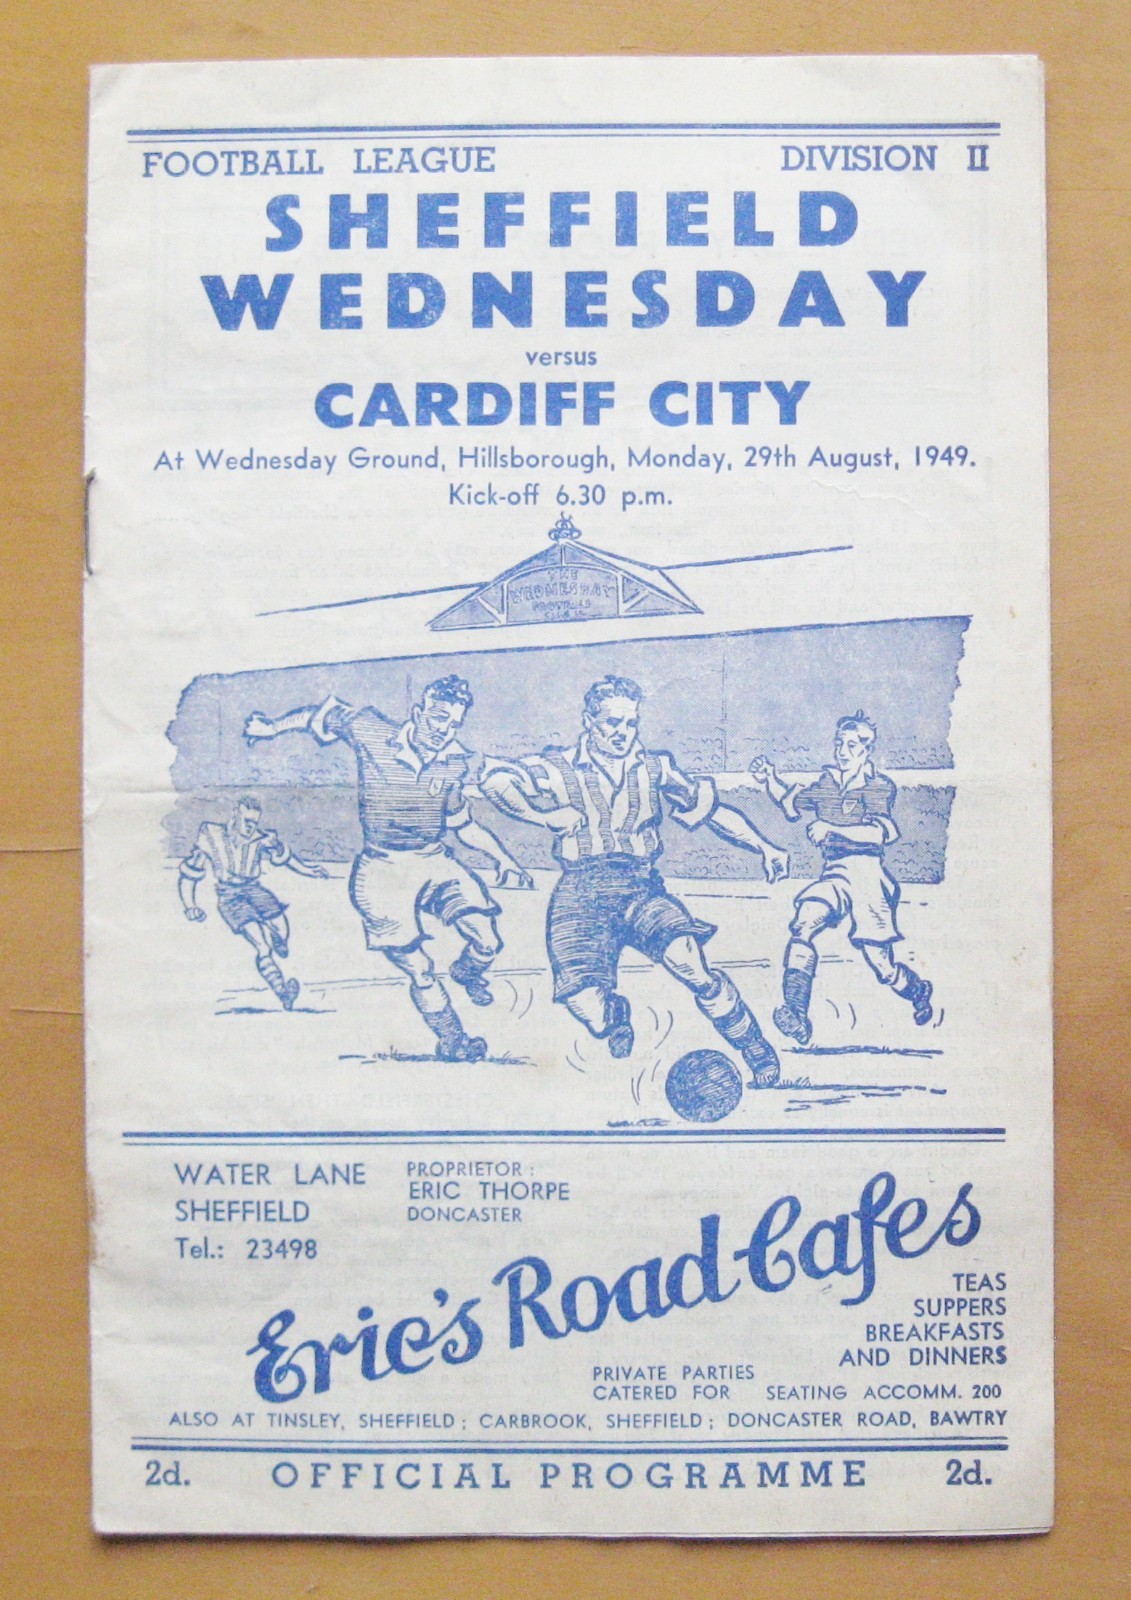 FOOTBALL LEAGUE DIVISION II
SHEFFIELD
WEDNESDAY
versus
CARDIFF CITY
At Wednesday Ground, Hillsborough, Monday, 29th August, 1949.
Kick-off 6.30 p.m.
THE
WEDNESDAY
FOOTBALL
WATER LANE
SHEFFIELD
Tel.: 23498
PROPRIETOR:
ERIC THORPE
DONCASTER
Eric's Road Cafes
TEAS
SUPPERS
BREAKFASTS
AND DINNERS
PRIVATE PARTIES
CATERED FOR SEATING ACCOMM. 200
ALSO AT TINSLEY, SHEFFIELD; CARBROOK, SHEFFIELD; DONCASTER ROAD, BAWTRY
2d. OFFICIAL PROGRAMME 2d.